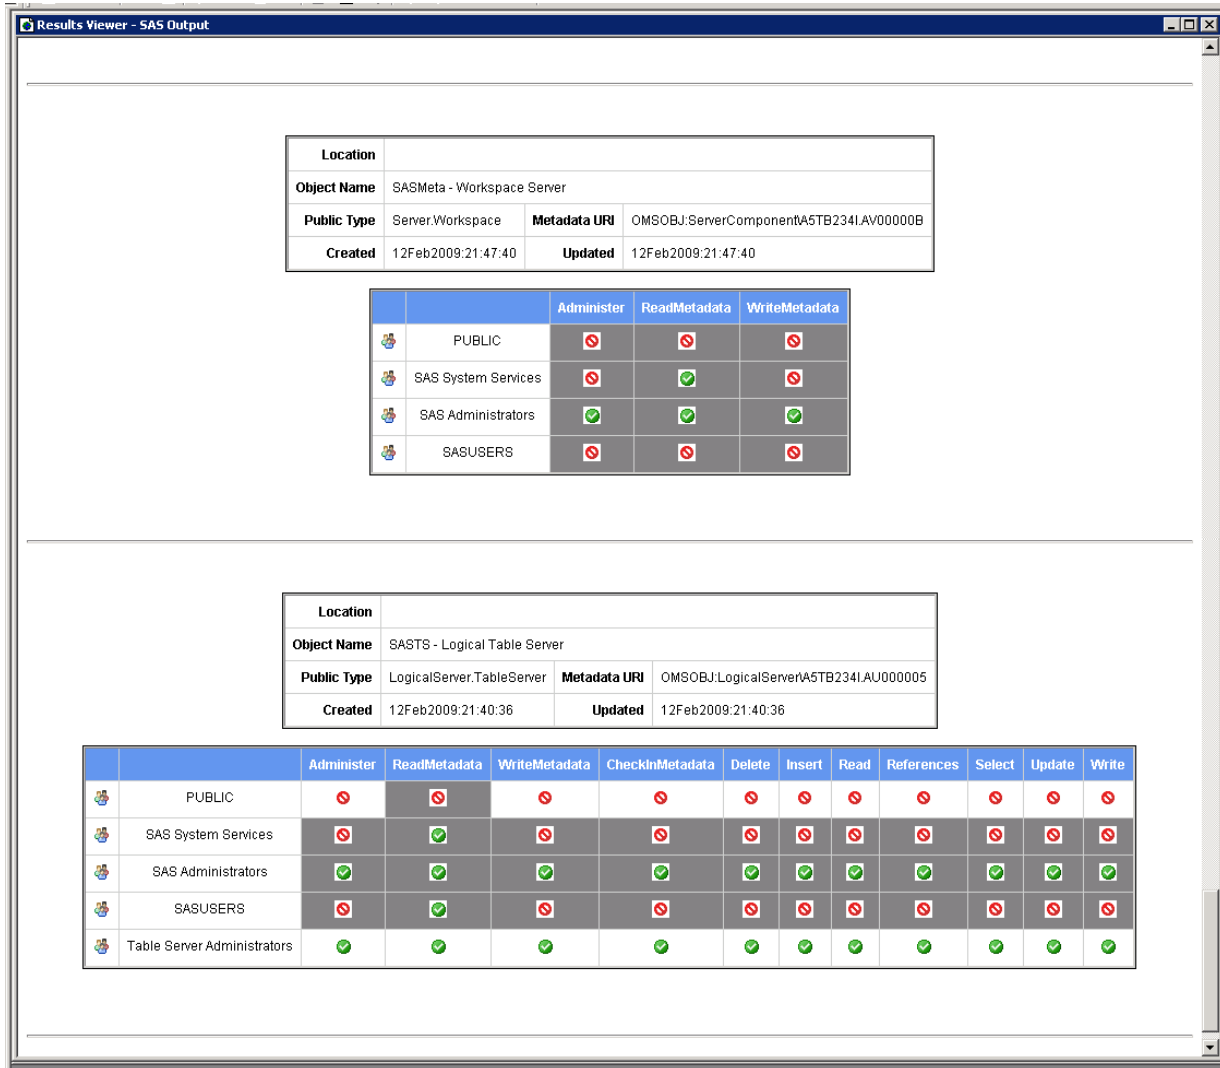 Results Viewer - SAS Output
Location
Object Name SASMeta - Workspace Server
Public Type Server.Workspace Metadata URI OMSOBJ:ServerComponent\A5TB234I.AV00000B
Created 12Feb2009:21:47:40 Updated 12Feb2009:21:47:40
Administer ReadMetadata WriteMetadata
PUBLIC
SAS System Services
SAS Administrators
SASUSERS
Location
Object Name SASTS - Logical Table Server
Public Type LogicalServer.TableServer Metadata URI OMSOBJ:LogicalServer\A5TB234I.AU000005
Created 12Feb2009:21:40:36 Updated 12Feb2009:21:40:36
Administer ReadMetadata WriteMetadata CheckInMetadata Delete Insert Read References Select Update Write
PUBLIC
SAS System Services
SAS Administrators
SASUSERS
Table Server Administrators